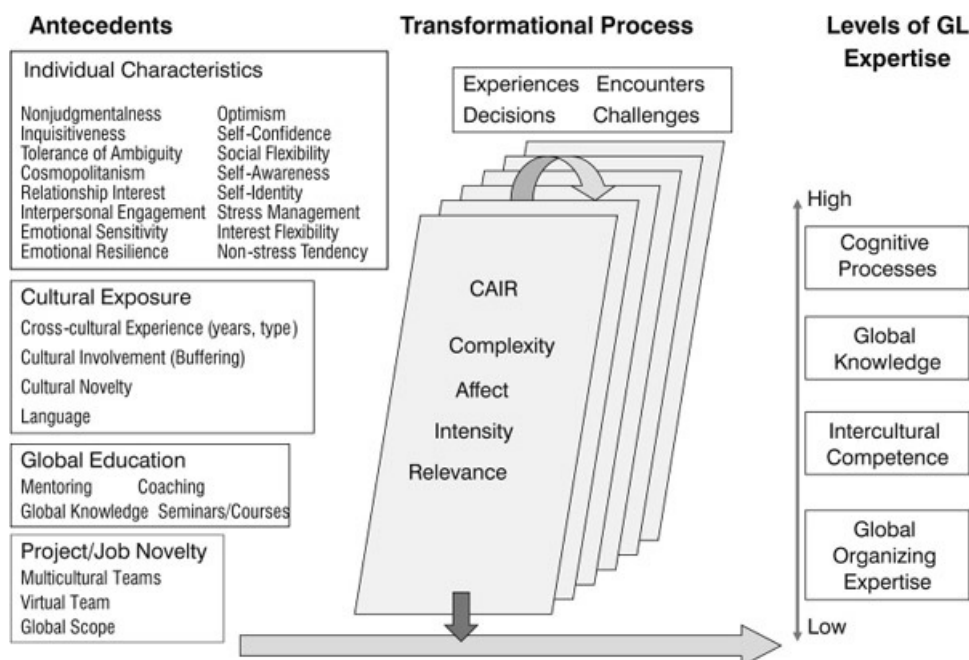 Antecedents
Individual Characteristics
Nonjudgmentalness Optimism
Inquisitiveness Self-Confidence
Tolerance of Ambiguity Social Flexibility
Cosmopolitanism Self-Awareness
Relationship Interest Self-Identity
Interpersonal Engagement Stress Management
Emotional Sensitivity Interest Flexibility
Emotional Resilience Non-stress Tendency
Cultural Exposure
Cross-cultural Experience (years, type)
Cultural Involvement (Buffering)
Cultural Novelty
Language
Global Education
Mentoring Coaching
Global Knowledge Seminars/Courses
Project/Job Novelty
Multicultural Teams
Virtual Team
Global Scope
Transformational Process
Experiences Encounters
Decisions Challenges
CAIR
Complexity
Affect
Intensity
Relevance
Levels of GL
Expertise
High
Cognitive
Processes
Global
Knowledge
Intercultural
Competence
Global
Organizing
Expertise
Low